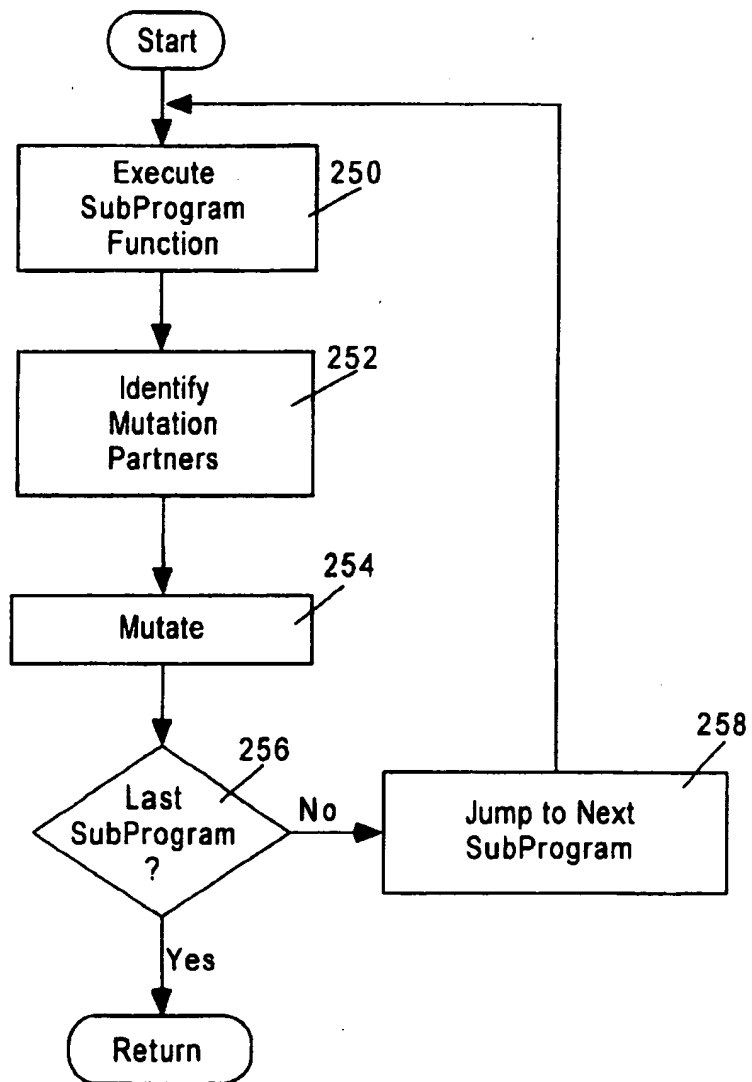 Start
Execute
SubProgram
Function
250
Identify
Mutation
Partners
252
Mutate
254
Last
SubProgram
?
256
No
Jump to Next
SubProgram
258
Yes
Return